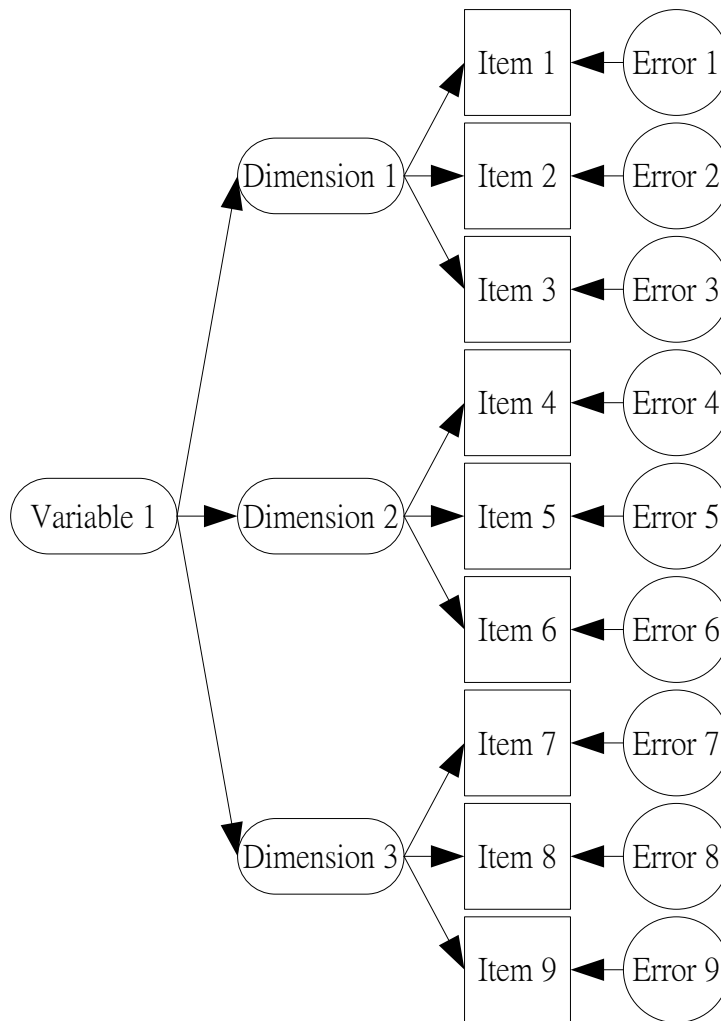 Item 1
Error 1
Dimension 1
Item 2
Error 2
Item 3
Error 3
Item 4
Error 4
Variable 1
Dimension 2
Item 5
Error 5
Item 6
Error 6
Item 7
Error 7
Dimension 3
Item 8
Error 8
Item 9
Error 9